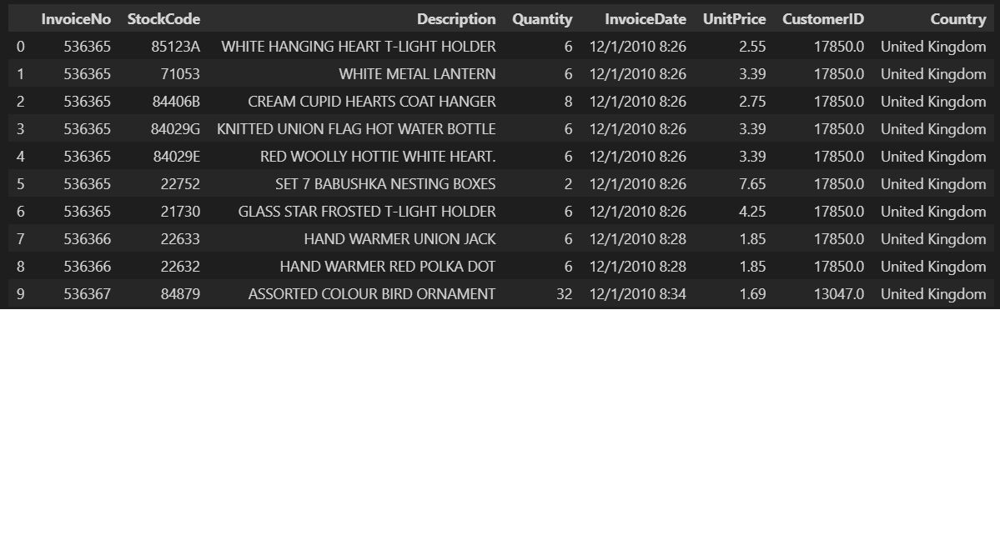 InvoiceNo StockCode Description Quantity InvoiceDate UnitPrice CustomerID Country
0 536365 85123A WHITE HANGING HEART T-LIGHT HOLDER 6 12/1/2010 8:26 2.55 17850.0 United Kingdom
1 536365 71053 WHITE METAL LANTERN 6 12/1/2010 8:26 3.39 17850.0 United Kingdom
2 536365 84406B CREAM CUPID HEARTS COAT HANGER 8 12/1/2010 8:26 2.75 17850.0 United Kingdom
3 536365 84029G KNITTED UNION FLAG HOT WATER BOTTLE 6 12/1/2010 8:26 3.39 17850.0 United Kingdom
4 536365 84029E RED WOOLLY HOTTIE WHITE HEART. 6 12/1/2010 8:26 3.39 17850.0 United Kingdom
5 536365 22752 SET 7 BABUSHKA NESTING BOXES 2 12/1/2010 8:26 7.65 17850.0 United Kingdom
6 536365 21730 GLASS STAR FROSTED T-LIGHT HOLDER 6 12/1/2010 8:26 4.25 17850.0 United Kingdom
7 536366 22633 HAND WARMER UNION JACK 6 12/1/2010 8:28 1.85 17850.0 United Kingdom
8 536366 22632 HAND WARMER RED POLKA DOT 6 12/1/2010 8:28 1.85 17850.0 United Kingdom
9 536367 84879 ASSORTED COLOUR BIRD ORNAMENT 32 12/1/2010 8:34 1.69 13047.0 United Kingdom